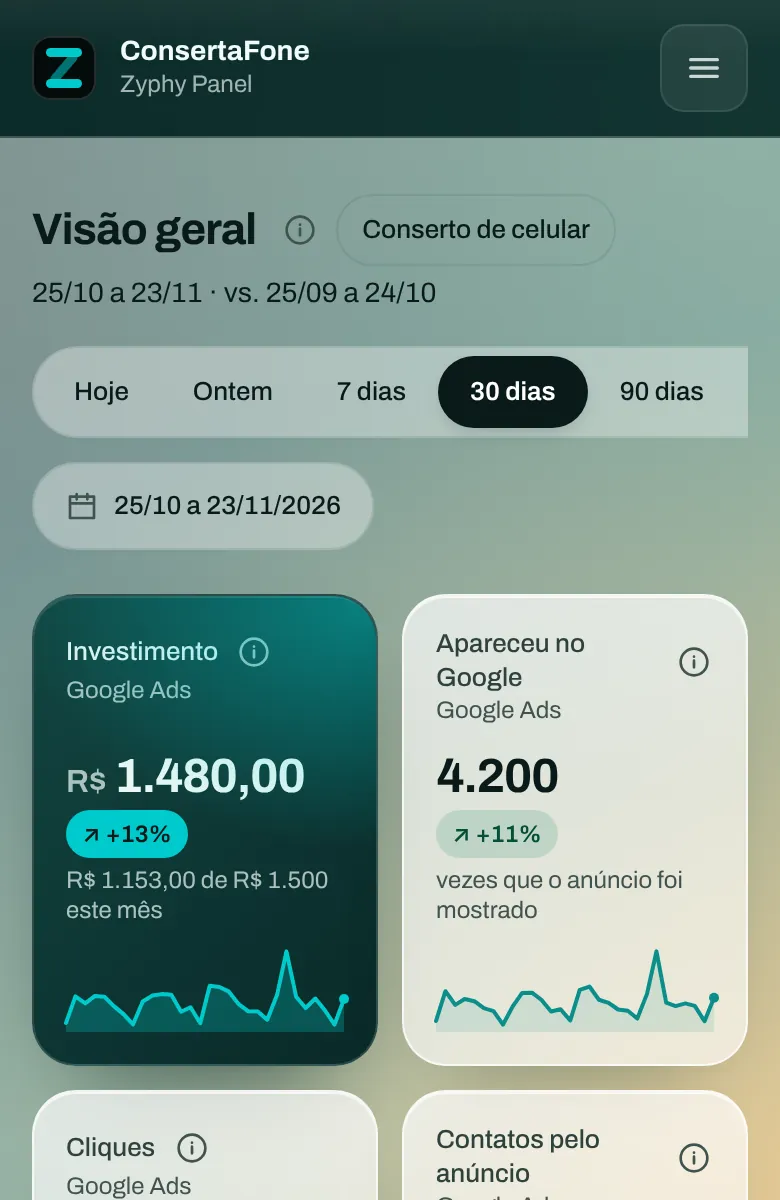 ConsertaFone
Zyphy Panel
Visão geral
Conserto de celular
25/10 a 23/11 · vs. 25/09 a 24/10
Hoje Ontem 7 dias 30 dias 90 dias
25/10 a 23/11/2026
Investimento
Google Ads
R$ 1.480,00
+13%
R$ 1.153,00 de R$ 1.500
este mês
Apareceu no
Google
Google Ads
4.200
+11%
vezes que o anúncio foi
mostrado
Cliques
Google Ads
Contatos pelo
anúncio